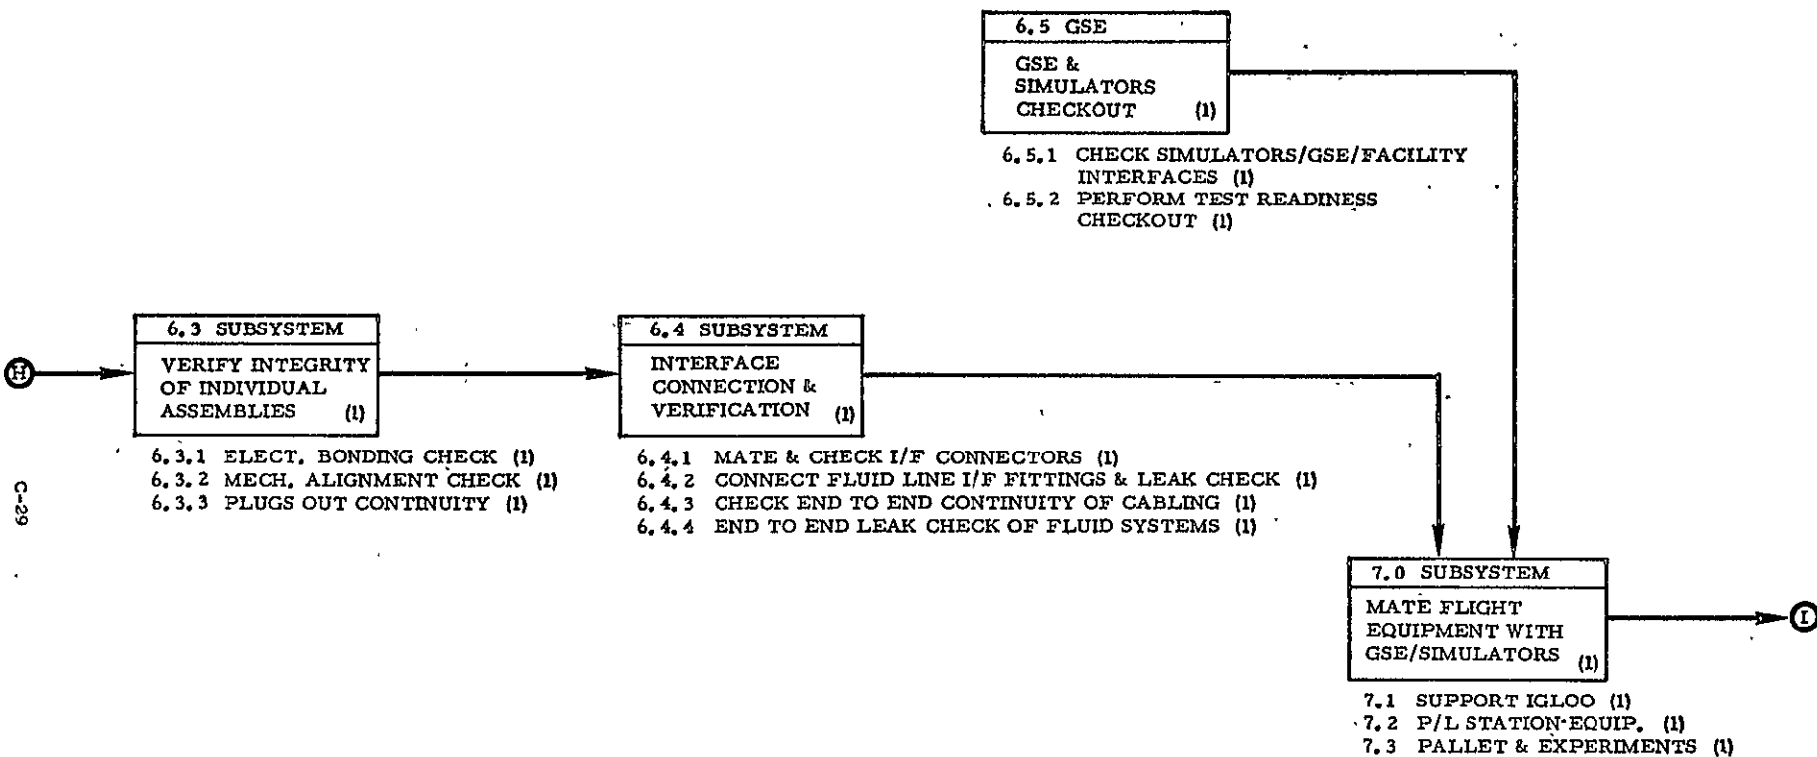 6.5 GSE
GSE &
SIMULATORS
CHECKOUT (1)
6.5.1 CHECK SIMULATORS/GSE/FACILITY
INTERFACES (1)
6.5.2 PERFORM TEST READINESS
CHECKOUT (1)
H
6.3 SUBSYSTEM
VERIFY INTEGRITY
OF INDIVIDUAL
ASSEMBLIES (1)
6.3.1 ELECT. BONDING CHECK (1)
6.3.2 MECH. ALIGNMENT CHECK (1)
6.3.3 PLUGS OUT CONTINUITY (1)
6.4 SUBSYSTEM
INTERFACE
CONNECTION &
VERIFICATION (1)
6.4.1 MATE & CHECK I/F CONNECTORS (1)
6.4.2 CONNECT FLUID LINE I/F FITTINGS & LEAK CHECK (1)
6.4.3 CHECK END TO END CONTINUITY OF CABLING (1)
6.4.4 END TO END LEAK CHECK OF FLUID SYSTEMS (1)
7.0 SUBSYSTEM
MATE FLIGHT
EQUIPMENT WITH
GSE/SIMULATORS (1)
7.1 SUPPORT IGLOO (1)
7.2 P/L STATION EQUIP. (1)
7.3 PALLET & EXPERIMENTS (1)
I
C-29